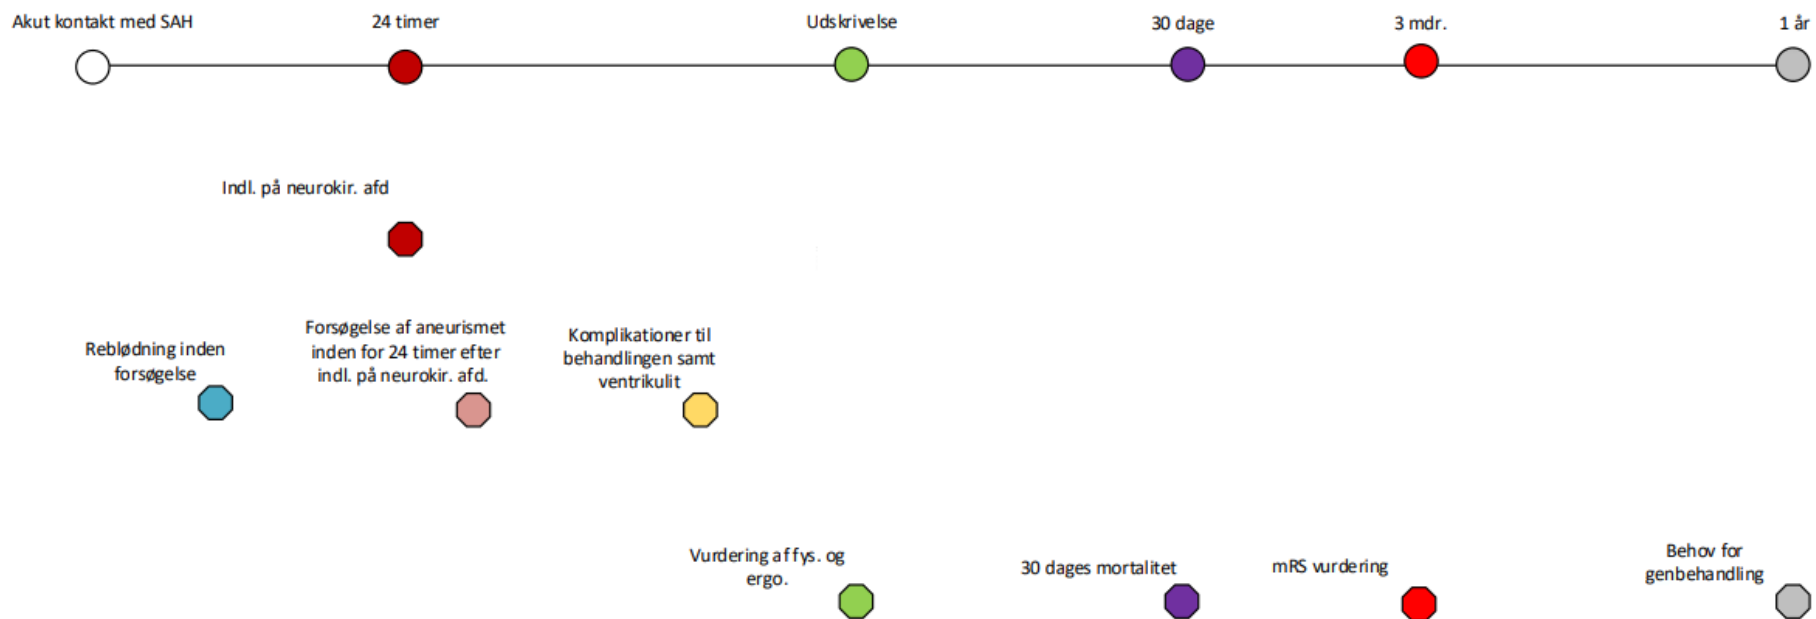 Akut kontakt med SAH
24 timer
Udskrivelse
30 dage
3 mdr.
1 år
Indl. på neurokir. afd
Reblødning inden
forsøgelse
Forsøgelse af aneurismet
inden for 24 timer efter
indl. på neurokir. afd.
Komplikationer til
behandlingen samt
ventrikulit
Vurdering af fys. og
ergo.
30 dages mortalitet
mRS vurdering
Behov for
genbehandling